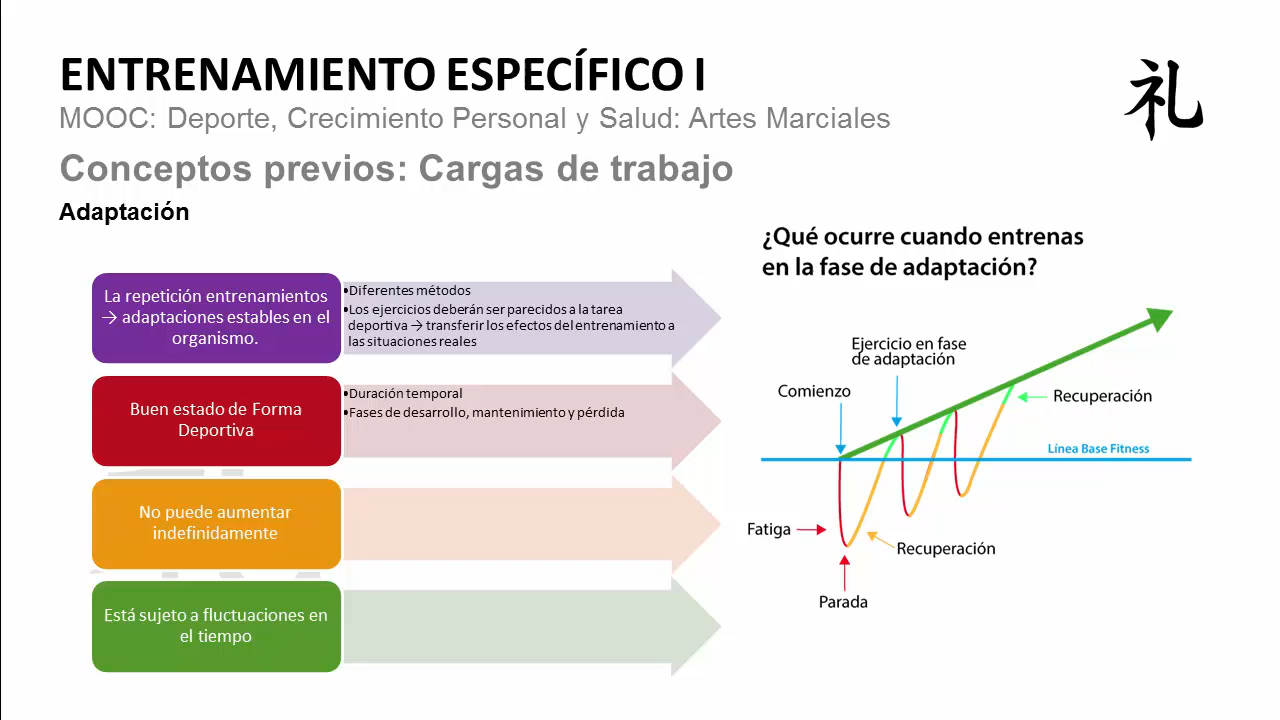 ENTRENAMIENTO ESPECÍFICO I
礼
MOOC: Deporte, Crecimiento Personal y Salud: Artes Marciales
Conceptos previos: Cargas de trabajo
Adaptación
La repetición entrenamientos
→ adaptaciones estables en el
organismo.
•Diferentes métodos
•Los ejercicios deberán ser parecidos a la tarea
deportiva → transferir los efectos del entrenamiento a
las situaciones reales
Buen estado de Forma
Deportiva
•Duración temporal
•Fases de desarrollo, mantenimiento y pérdida
No puede aumentar
indefinidamente
Está sujeto a fluctuaciones en
el tiempo
¿Qué ocurre cuando entrenas
en la fase de adaptación?
Ejercicio en fase
de adaptación
Comienzo
Recuperación
Línea Base Fitness
Fatiga
Recuperación
Parada